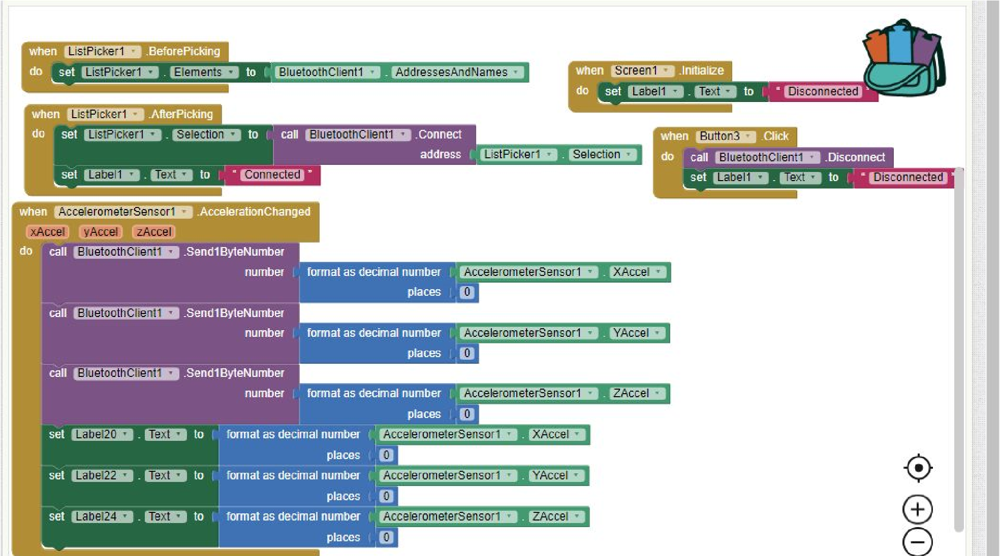 when ListPicker1 .BeforePicking
do set ListPicker1 . Elements to BluetoothClient1 . AddressesAndNames
when ListPicker1 .AfterPicking
do set ListPicker1 . Selection to call BluetoothClient1 .Connect
address ListPicker1 . Selection
set Label1 . Text to " Connected "
when Screen1 .Initialize
do set Label1 . Text to " Disconnected "
when Button3 .Click
do call BluetoothClient1 .Disconnect
set Label1 . Text to " Disconnected "
when AccelerometerSensor1 .AccelerationChanged
xAccel yAccel zAccel
do call BluetoothClient1 .Send1ByteNumber
number format as decimal number AccelerometerSensor1 . XAccel
places 0
call BluetoothClient1 .Send1ByteNumber
number format as decimal number AccelerometerSensor1 . YAccel
places 0
call BluetoothClient1 .Send1ByteNumber
number format as decimal number AccelerometerSensor1 . ZAccel
places 0
set Label20 . Text to format as decimal number AccelerometerSensor1 . XAccel
places 0
set Label22 . Text to format as decimal number AccelerometerSensor1 . YAccel
places 0
set Label24 . Text to format as decimal number AccelerometerSensor1 . ZAccel
places 0